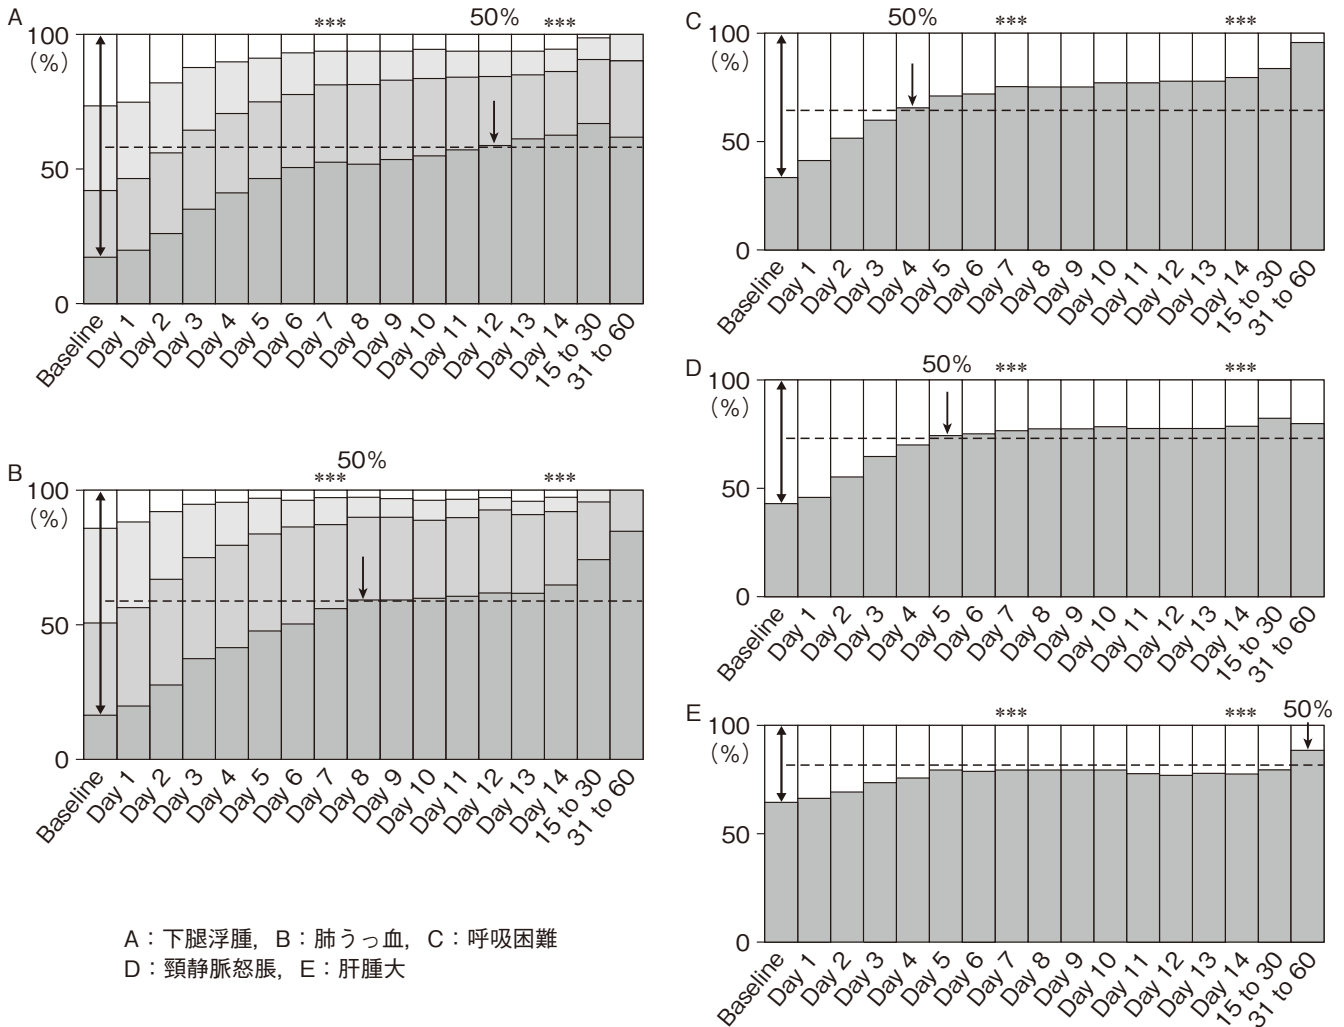 A
***
50%
***
100
(%)
50
0
Baseline
Day 1
Day 2
Day 3
Day 4
Day 5
Day 6
Day 7
Day 8
Day 9
Day 10
Day 11
Day 12
Day 13
Day 14
15 to 30
31 to 60
B
50%
***
***
100
(%)
50
0
Baseline
Day 1
Day 2
Day 3
Day 4
Day 5
Day 6
Day 7
Day 8
Day 9
Day 10
Day 11
Day 12
Day 13
Day 14
15 to 30
31 to 60
A：下腿浮腫，B：肺うっ血，C：呼吸困難
D：頸静脈怒脹，E：肝腫大
C
50%
***
***
100
(%)
50
0
Baseline
Day 1
Day 2
Day 3
Day 4
Day 5
Day 6
Day 7
Day 8
Day 9
Day 10
Day 11
Day 12
Day 13
Day 14
15 to 30
31 to 60
D
50%
***
***
100
(%)
50
0
Baseline
Day 1
Day 2
Day 3
Day 4
Day 5
Day 6
Day 7
Day 8
Day 9
Day 10
Day 11
Day 12
Day 13
Day 14
15 to 30
31 to 60
E
***
***
50%
100
(%)
50
0
Baseline
Day 1
Day 2
Day 3
Day 4
Day 5
Day 6
Day 7
Day 8
Day 9
Day 10
Day 11
Day 12
Day 13
Day 14
15 to 30
31 to 60